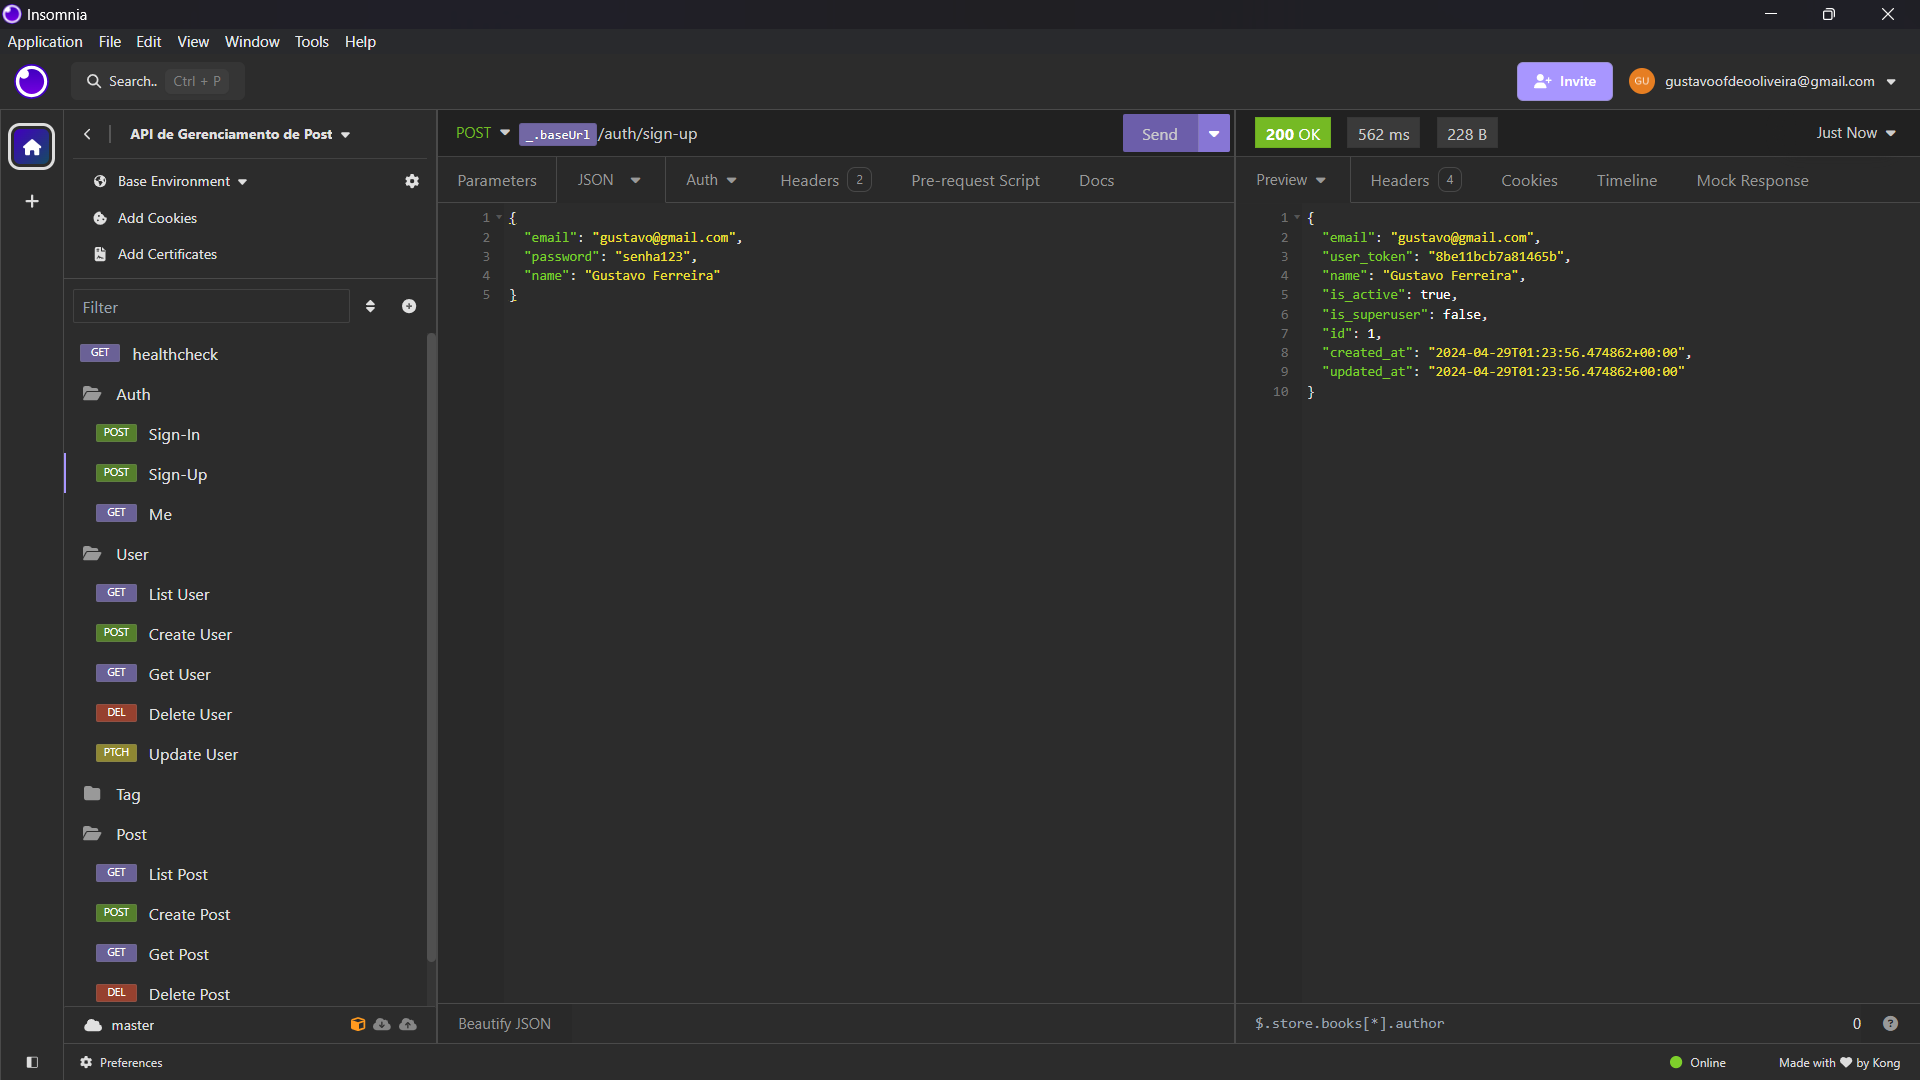 Insomnia
Application File Edit View Window Tools Help
Search.. Ctrl + P
Invite
GU gustavoofdeooliveira@gmail.com
API de Gerenciamento de Post
Base Environment
Add Cookies
Add Certificates
Filter
GET healthcheck
Auth
POST Sign-In
POST Sign-Up
GET Me
User
GET List User
POST Create User
GET Get User
DEL Delete User
PTCH Update User
Tag
Post
GET List Post
POST Create Post
GET Get Post
DEL Delete Post
master
Preferences
POST _.baseUrl /auth/sign-up Send
Parameters JSON Auth Headers 2 Pre-request Script Docs
1 {
2 "email": "gustavo@gmail.com",
3 "password": "senha123",
4 "name": "Gustavo Ferreira"
5 }
Beautify JSON
200 OK 562 ms 228 B Just Now
Preview Headers 4 Cookies Timeline Mock Response
1 {
2 "email": "gustavo@gmail.com",
3 "user_token": "8be11bcb7a81465b",
4 "name": "Gustavo Ferreira",
5 "is_active": true,
6 "is_superuser": false,
7 "id": 1,
8 "created_at": "2024-04-29T01:23:56.474862+00:00",
9 "updated_at": "2024-04-29T01:23:56.474862+00:00"
10 }
$.store.books[*].author 0 ?
Online Made with by Kong